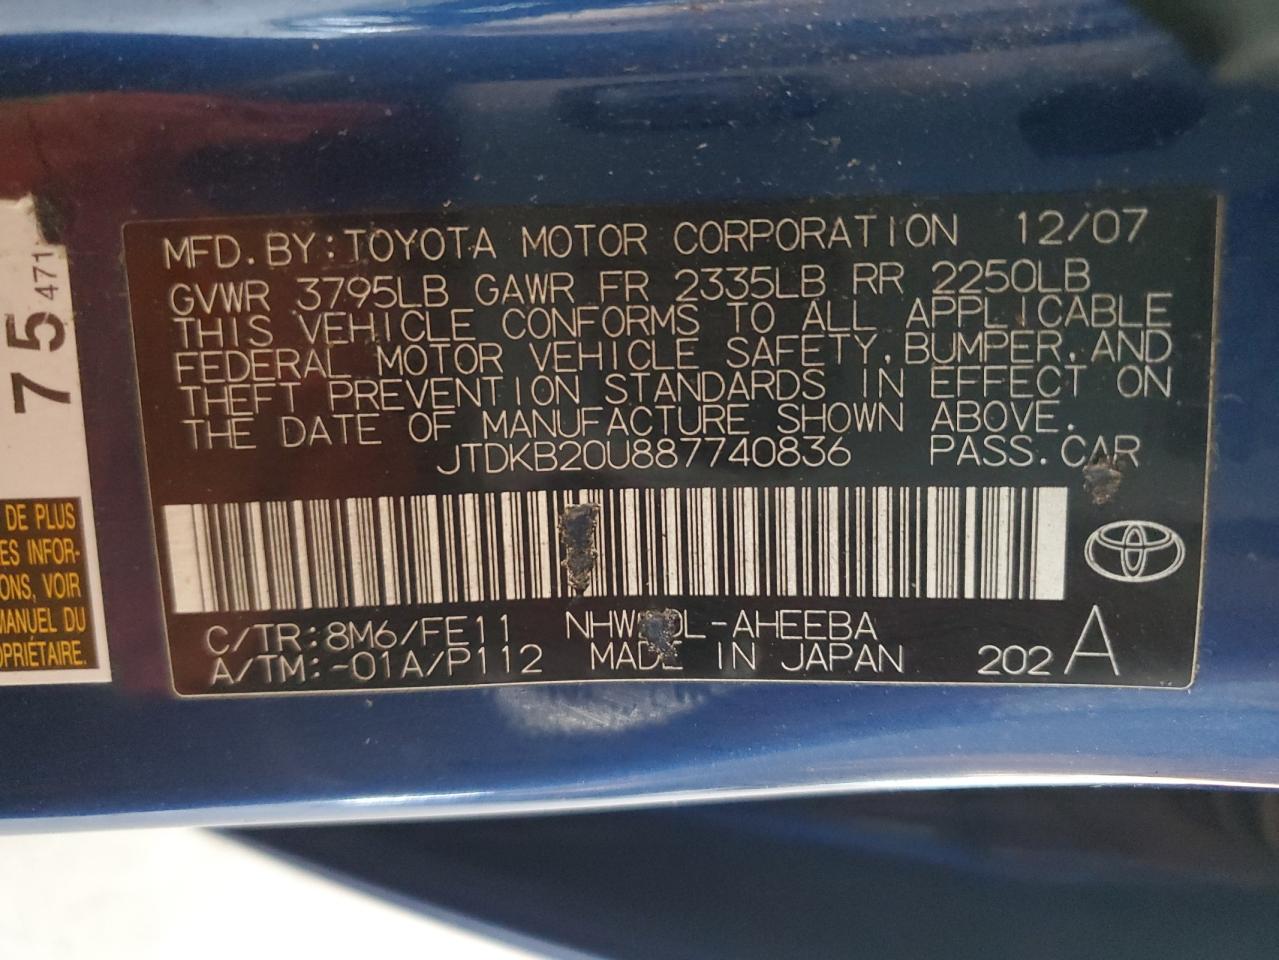 MFD. BY: TOYOTA MOTOR CORPORATION 12/07
GVWR 3795LB GAWR FR 2335LB RR 2250LB
THIS VEHICLE CONFORMS TO ALL APPLICABLE
FEDERAL MOTOR VEHICLE SAFETY, BUMPER, AND
THEFT PREVENTION STANDARDS IN EFFECT ON
THE DATE OF MANUFACTURE SHOWN ABOVE.
JTDKB20U887740836 PASS. CAR
C/TR: 8M6/FE11
A/TM: -01A/P112
MADE IN JAPAN
202 A
75471
DE PLUS
ES INFOR-
ONS, VOIR
MANUEL DU
OPRIÉTAIRE.